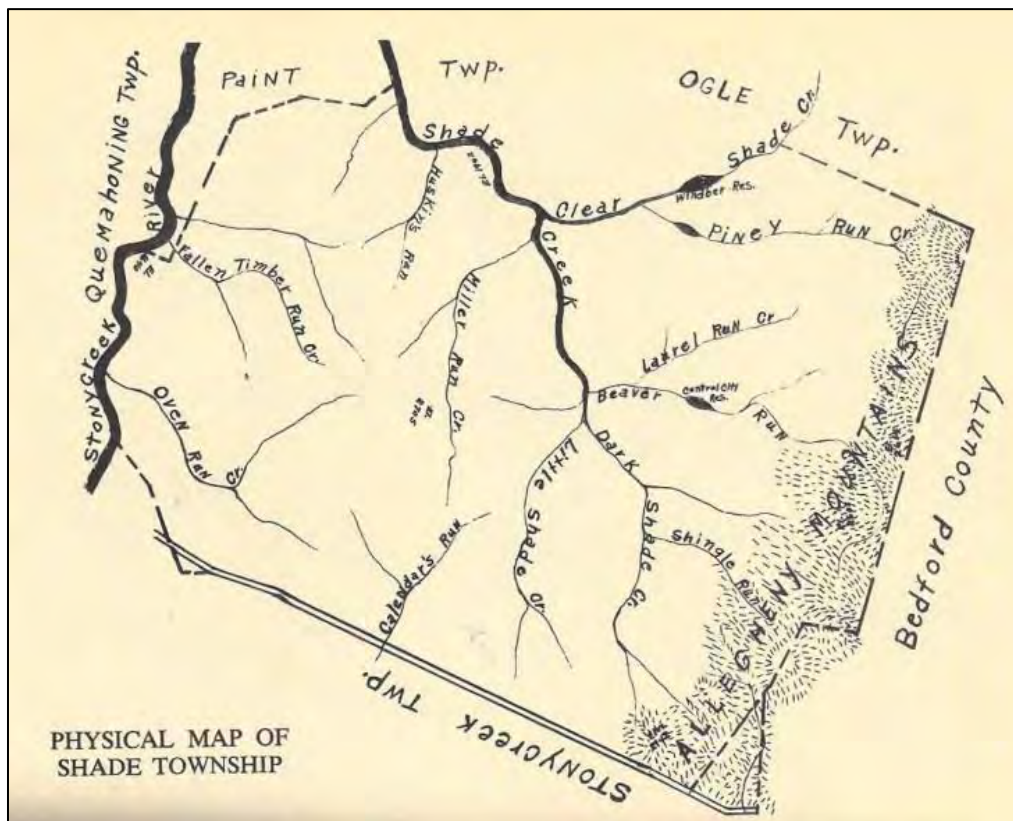 PAINT
TWP.
OGLE
TWP.
QUEMAHONING TWP.
STONYCREEK
RIVER
Shade
Creek
Clear
Shade Cr.
Windber Res.
PINEY RUN Cr.
Huskin's Run
Fallen Timber Run Cr.
Miller Run Cr.
Laurel Run Cr.
Beaver
Run
Central City Res.
Oven Run Cr.
Little Shade Cr.
Dark
Shade Cr.
Shingle Run
Calendar's Run
ALLEGHENY MOUNTAINS
Bedford County
STONYCREEK TWP.
PHYSICAL MAP OF
SHADE TOWNSHIP